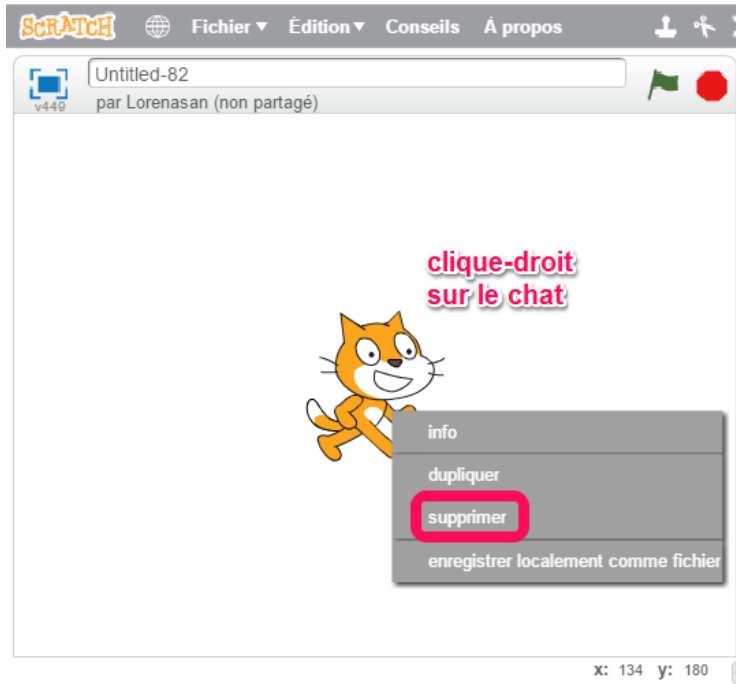 SCRATCH Fichier ▼ Édition ▼ Conseils À propos
Untitled-82
v449 par Lorenasan (non partagé)
clique-droit
sur le chat
info
dupliquer
supprimer
enregistrer localement comme fichier
x: 134 y: 180